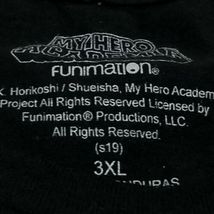 MY HERO
ACADEMIA
FUNIMATION®
K. Horikoshi / Shueisha, My Hero Academ
Project All Rights Reserved Licensed by
Funimation® Productions, LLC.
All Rights Reserved
(s19)
3XL
HONDURAS